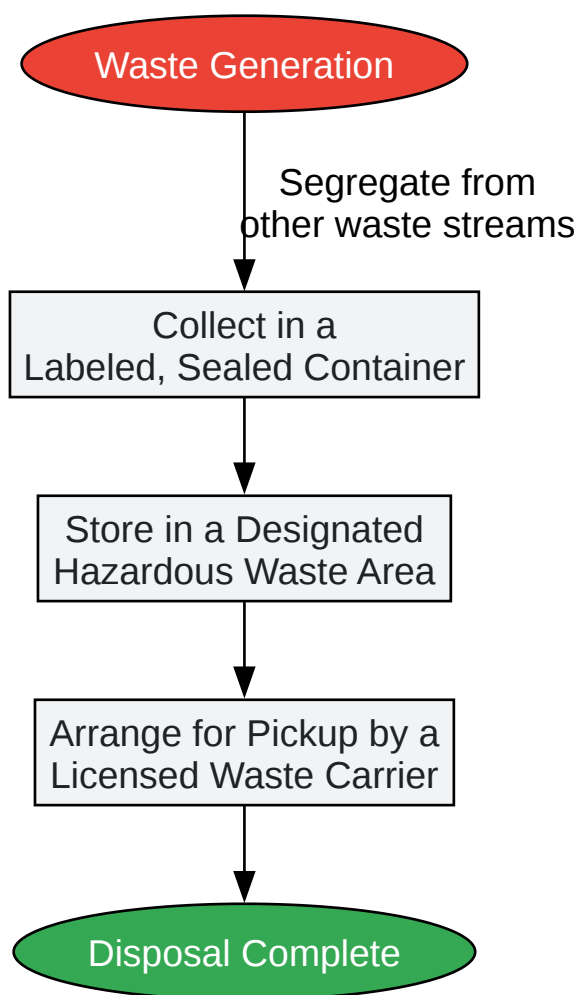 Waste Generation
Segregate from
other waste streams
Collect in a
Labeled, Sealed Container
Store in a Designated
Hazardous Waste Area
Arrange for Pickup by a
Licensed Waste Carrier
Disposal Complete